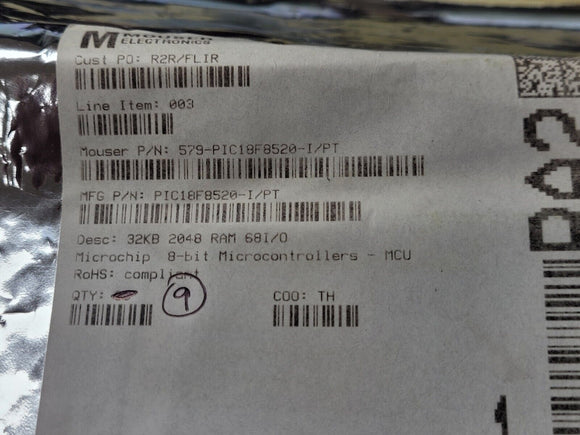 MOUSER
ELECTRONICS
Cust PO: R2R/FLIR
Line Item: 003
Mouser P/N: 579-PIC18F8520-I/PT
MFG P/N: PIC18F8520-I/PT
Desc: 32KB 2048 RAM 68I/O
Microchip 8-bit Microcontrollers - MCU
RoHS: compliant
QTY: 9 COO: TH
1